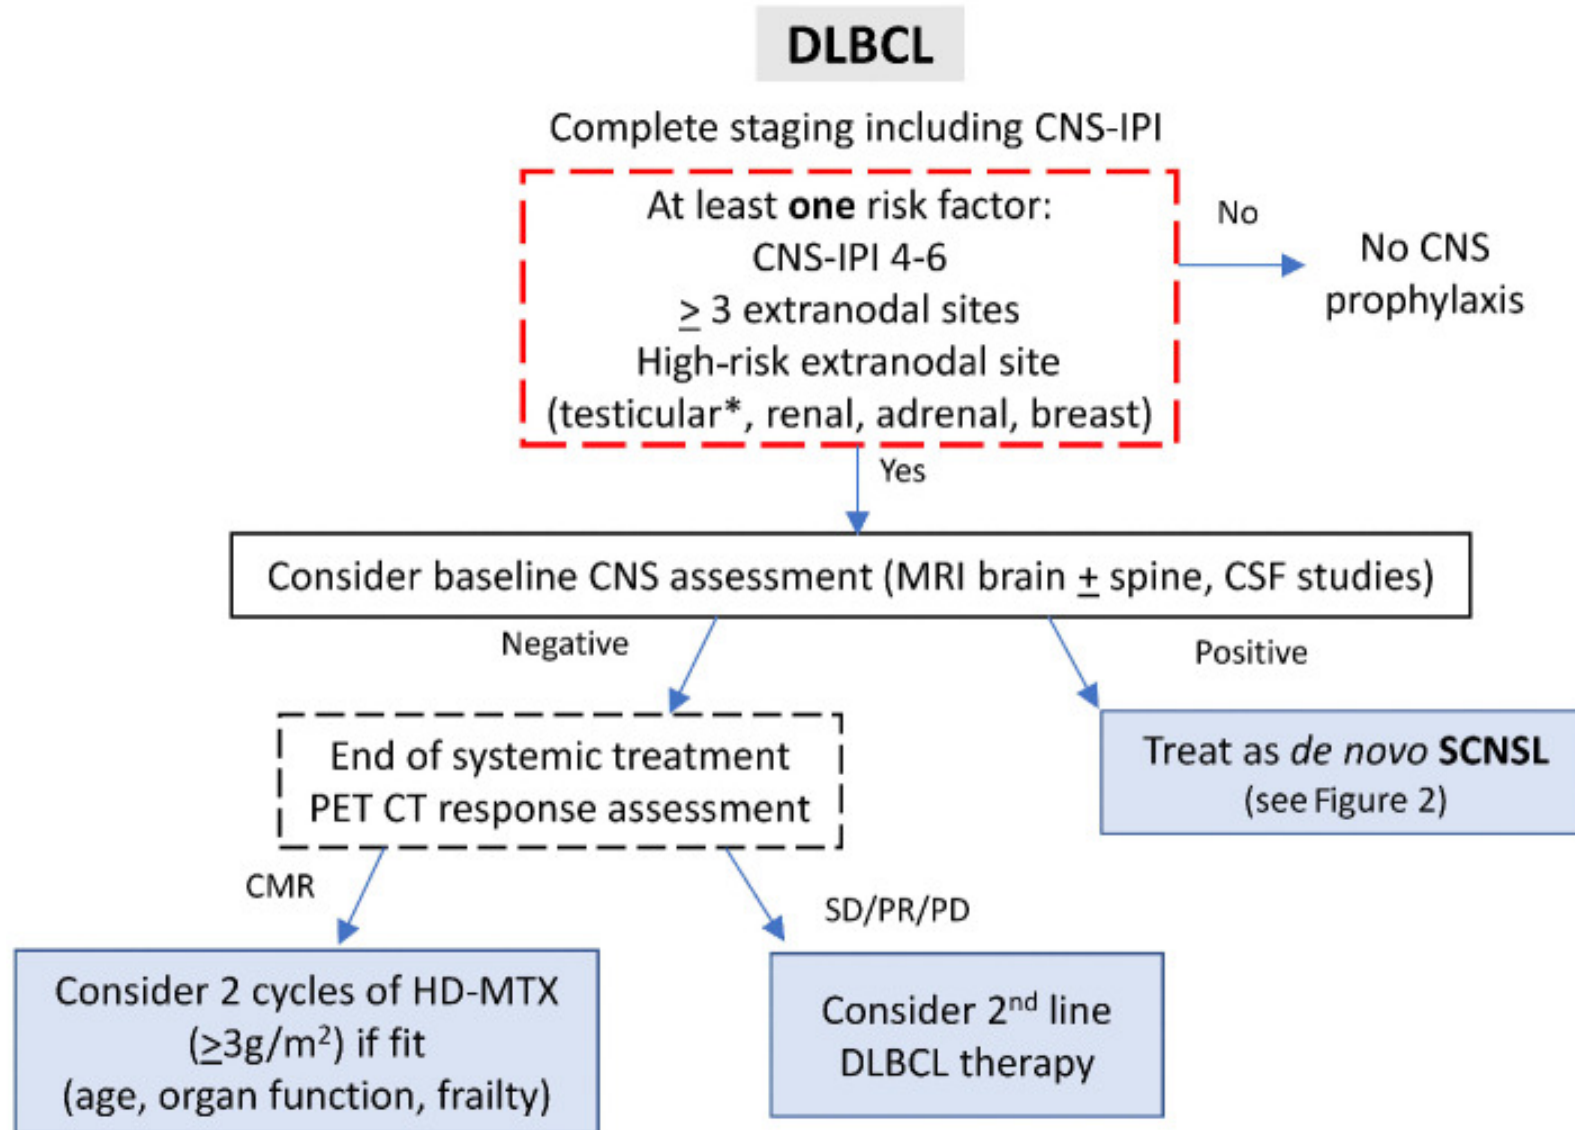 DLBCL
Complete staging including CNS-IPI
At least one risk factor:
CNS-IPI 4-6
≥ 3 extranodal sites
High-risk extranodal site
(testicular*, renal, adrenal, breast)
No
No CNS
prophylaxis
Yes
Consider baseline CNS assessment (MRI brain ± spine, CSF studies)
Negative
Positive
End of systemic treatment
PET CT response assessment
Treat as de novo SCNSL
(see Figure 2)
CMR
SD/PR/PD
Consider 2 cycles of HD-MTX
(≥3g/m²) if fit
(age, organ function, frailty)
Consider 2nd line
DLBCL therapy